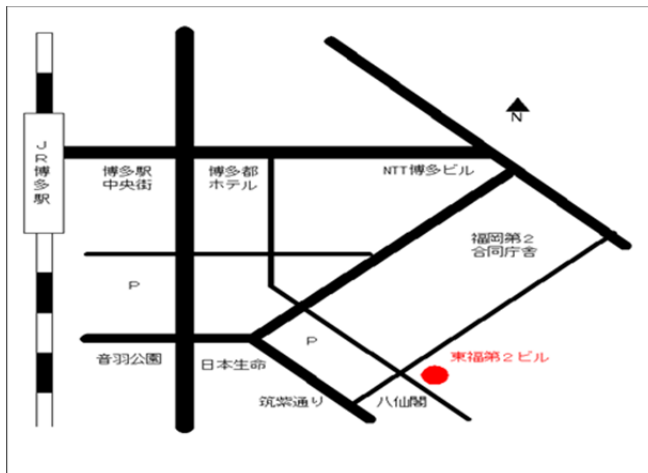 JR博多駅
博多駅
中央街
博多都
ホテル
NTT博多ビル
N
福岡第2
合同庁舎
P
P
音羽公園
日本生命
東福第2ビル
筑紫通り
八仙閣